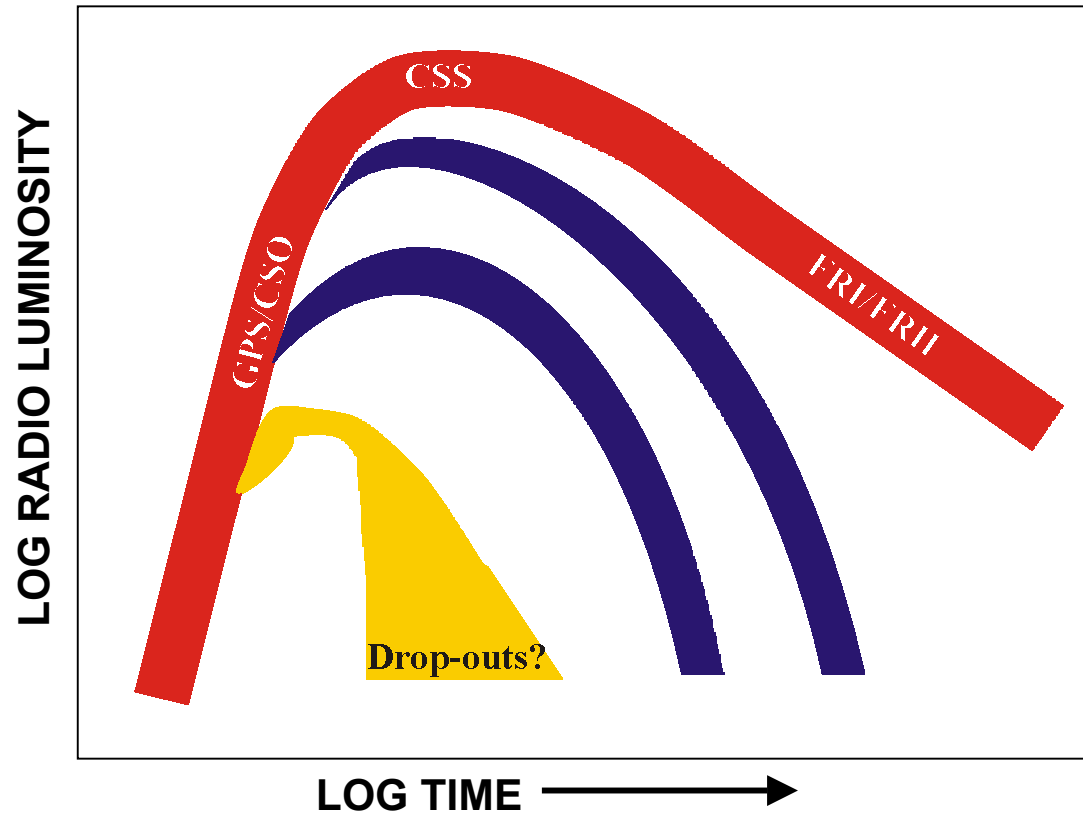 CSS
LOG RADIO LUMINOSITY
GPS/CSO
FRI/FRII
Drop-outs?
LOG TIME